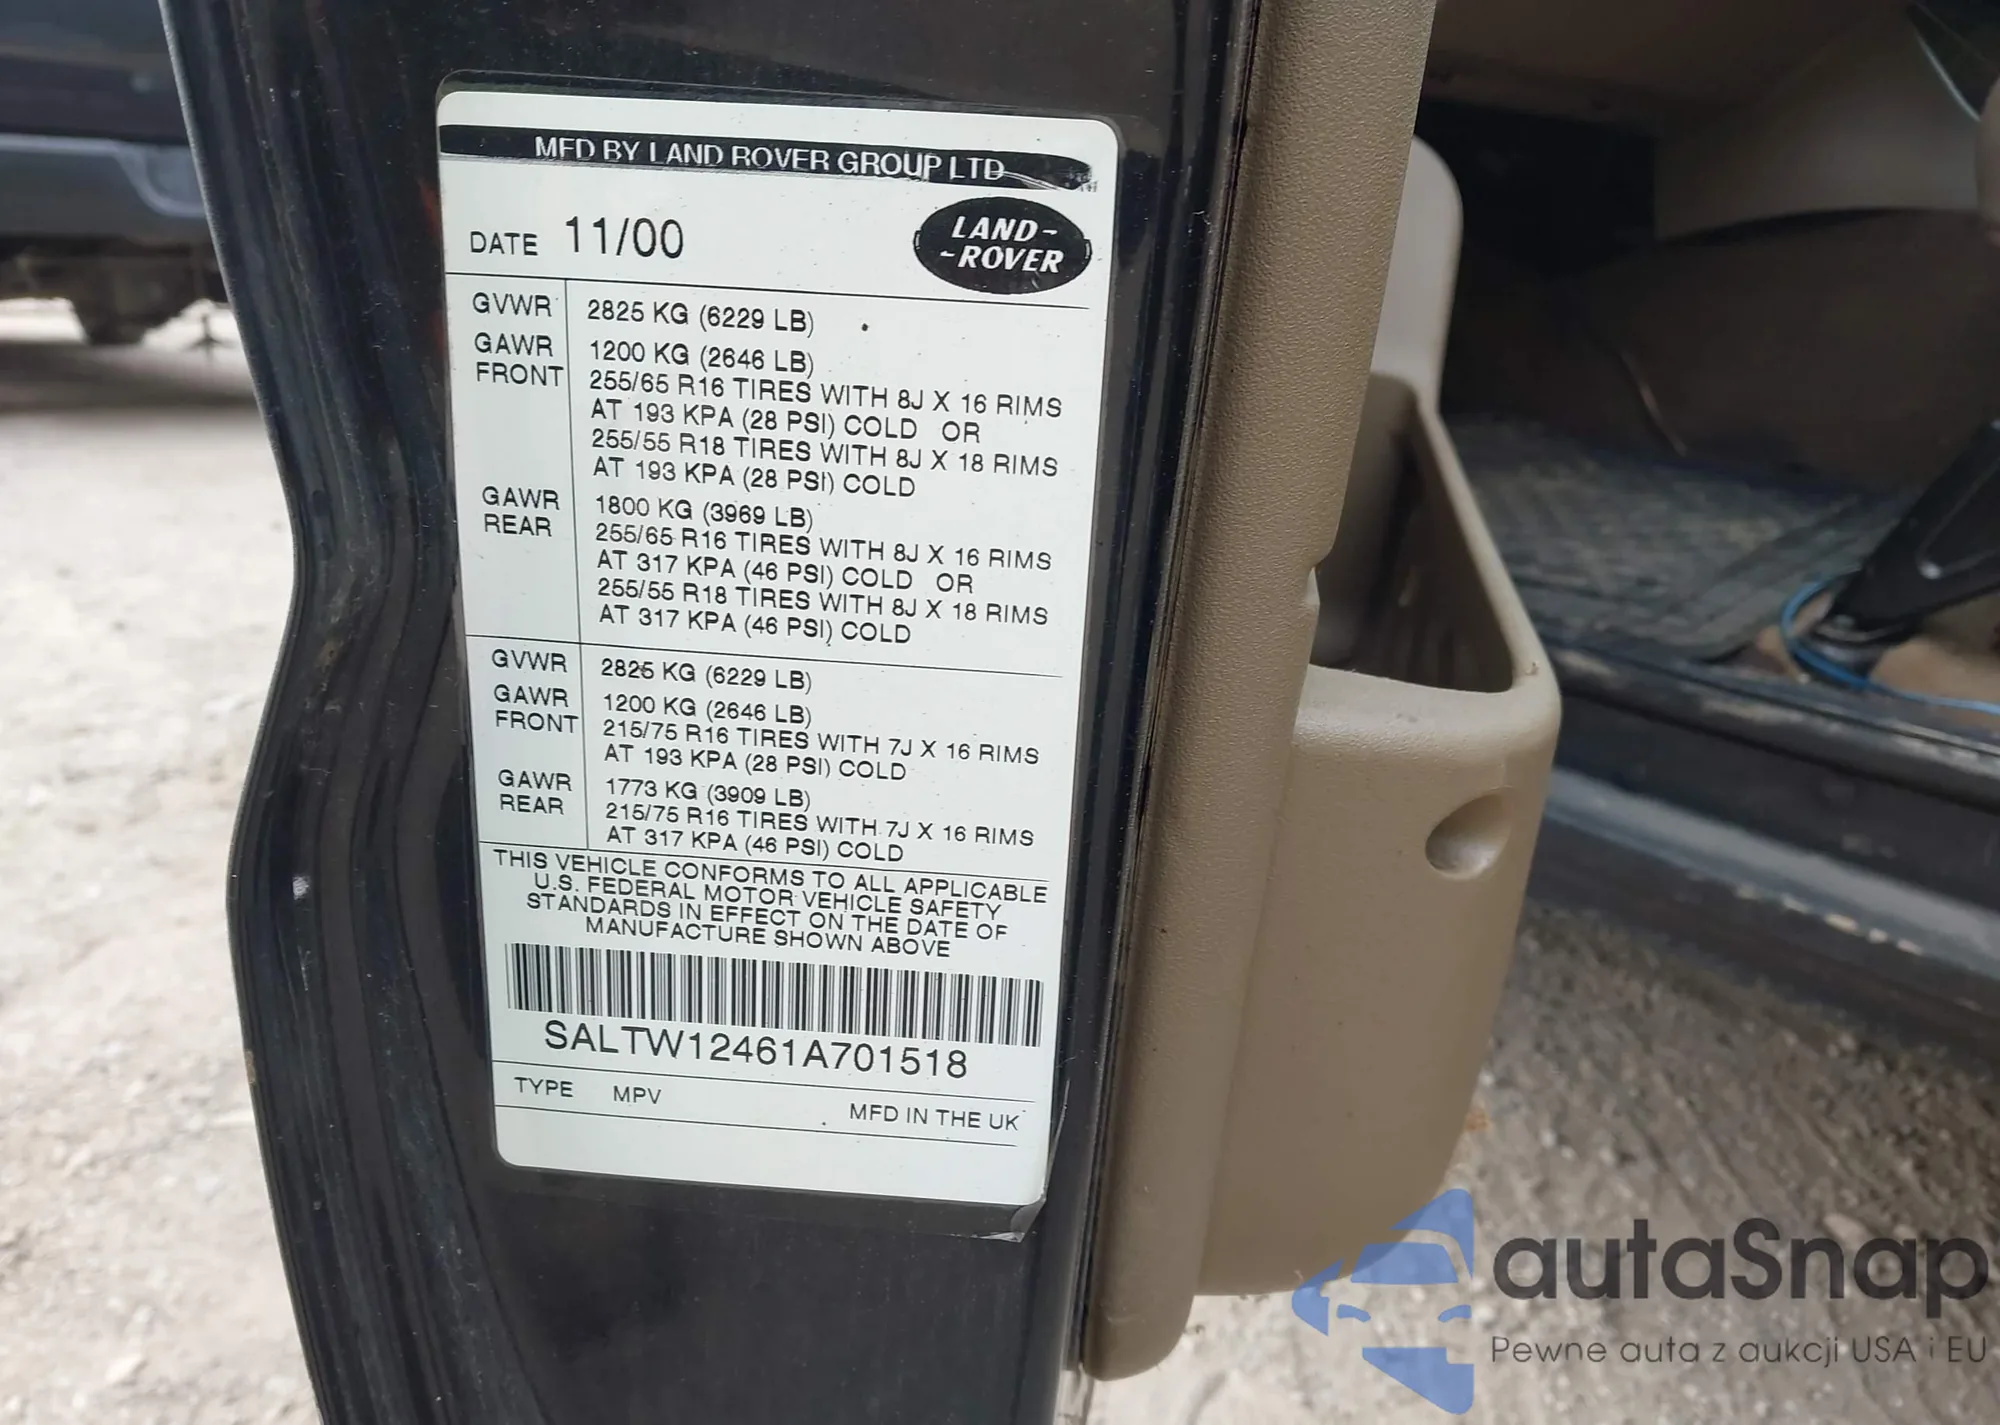 MFD BY LAND ROVER GROUP LTD
DATE 11/00
LAND-
-ROVER
GVWR 2825 KG (6229 LB)
GAWR 1200 KG (2646 LB)
FRONT 255/65 R16 TIRES WITH 8J X 16 RIMS
AT 193 KPA (28 PSI) COLD OR
255/55 R18 TIRES WITH 8J X 18 RIMS
AT 193 KPA (28 PSI) COLD
GAWR 1800 KG (3969 LB)
REAR 255/65 R16 TIRES WITH 8J X 16 RIMS
AT 317 KPA (46 PSI) COLD OR
255/55 R18 TIRES WITH 8J X 18 RIMS
AT 317 KPA (46 PSI) COLD
GVWR 2825 KG (6229 LB)
GAWR 1200 KG (2646 LB)
FRONT 215/75 R16 TIRES WITH 7J X 16 RIMS
AT 193 KPA (28 PSI) COLD
GAWR 1773 KG (3909 LB)
REAR 215/75 R16 TIRES WITH 7J X 16 RIMS
AT 317 KPA (46 PSI) COLD
THIS VEHICLE CONFORMS TO ALL APPLICABLE
U.S. FEDERAL MOTOR VEHICLE SAFETY
STANDARDS IN EFFECT ON THE DATE OF
MANUFACTURE SHOWN ABOVE
SALTW12461A701518
TYPE MPV MFD IN THE UK
autaSnap
Pewne auta z aukcji USA i EU